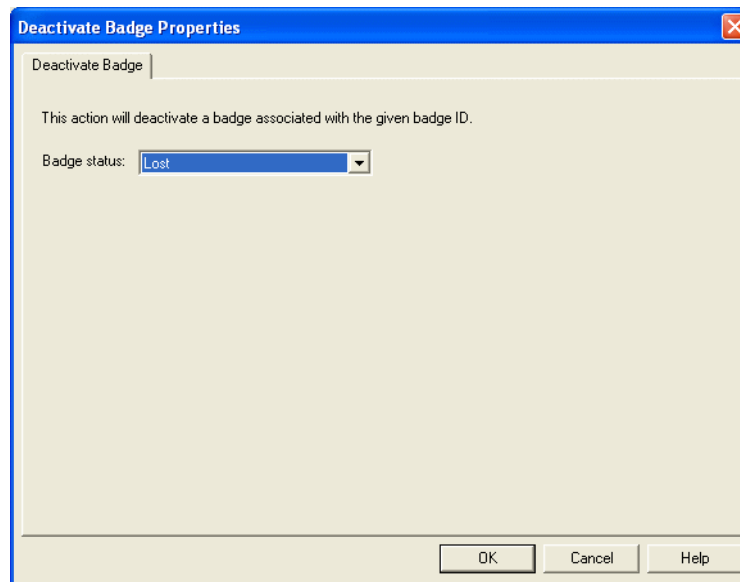 Deactivate Badge Properties
Deactivate Badge
This action will deactivate a badge associated with the given badge ID.
Badge status: Lost
OK Cancel Help